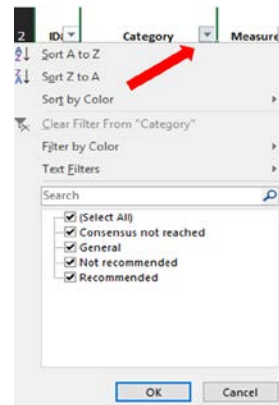 2 ID Category Measure
Sort A to Z
Sort Z to A
Sort by Color
Clear Filter From "Category"
Filter by Color
Text Filters
Search
(Select All)
Consensus not reached
General
Not recommended
Recommended
OK Cancel